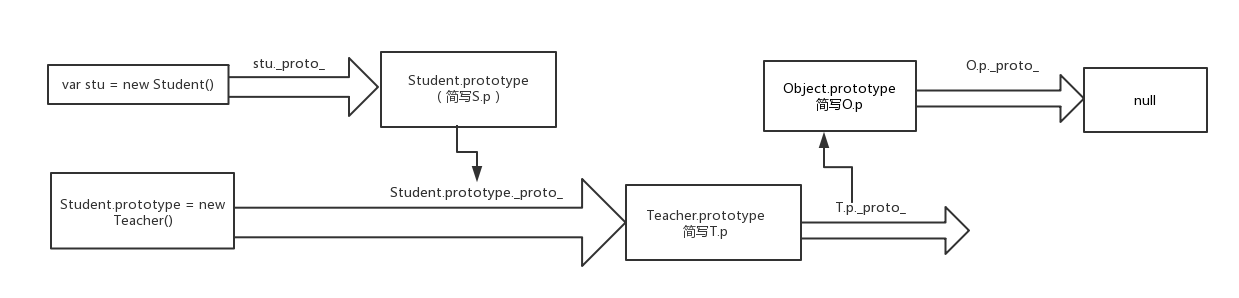 var stu = new Student()
stu._proto_
Student.prototype
( 简写S.p )
Object.prototype
简写O.p
O.p._proto_
null
Student.prototype = new
Teacher()
Student.prototype._proto_
Teacher.prototype
简写T.p
T.p._proto_